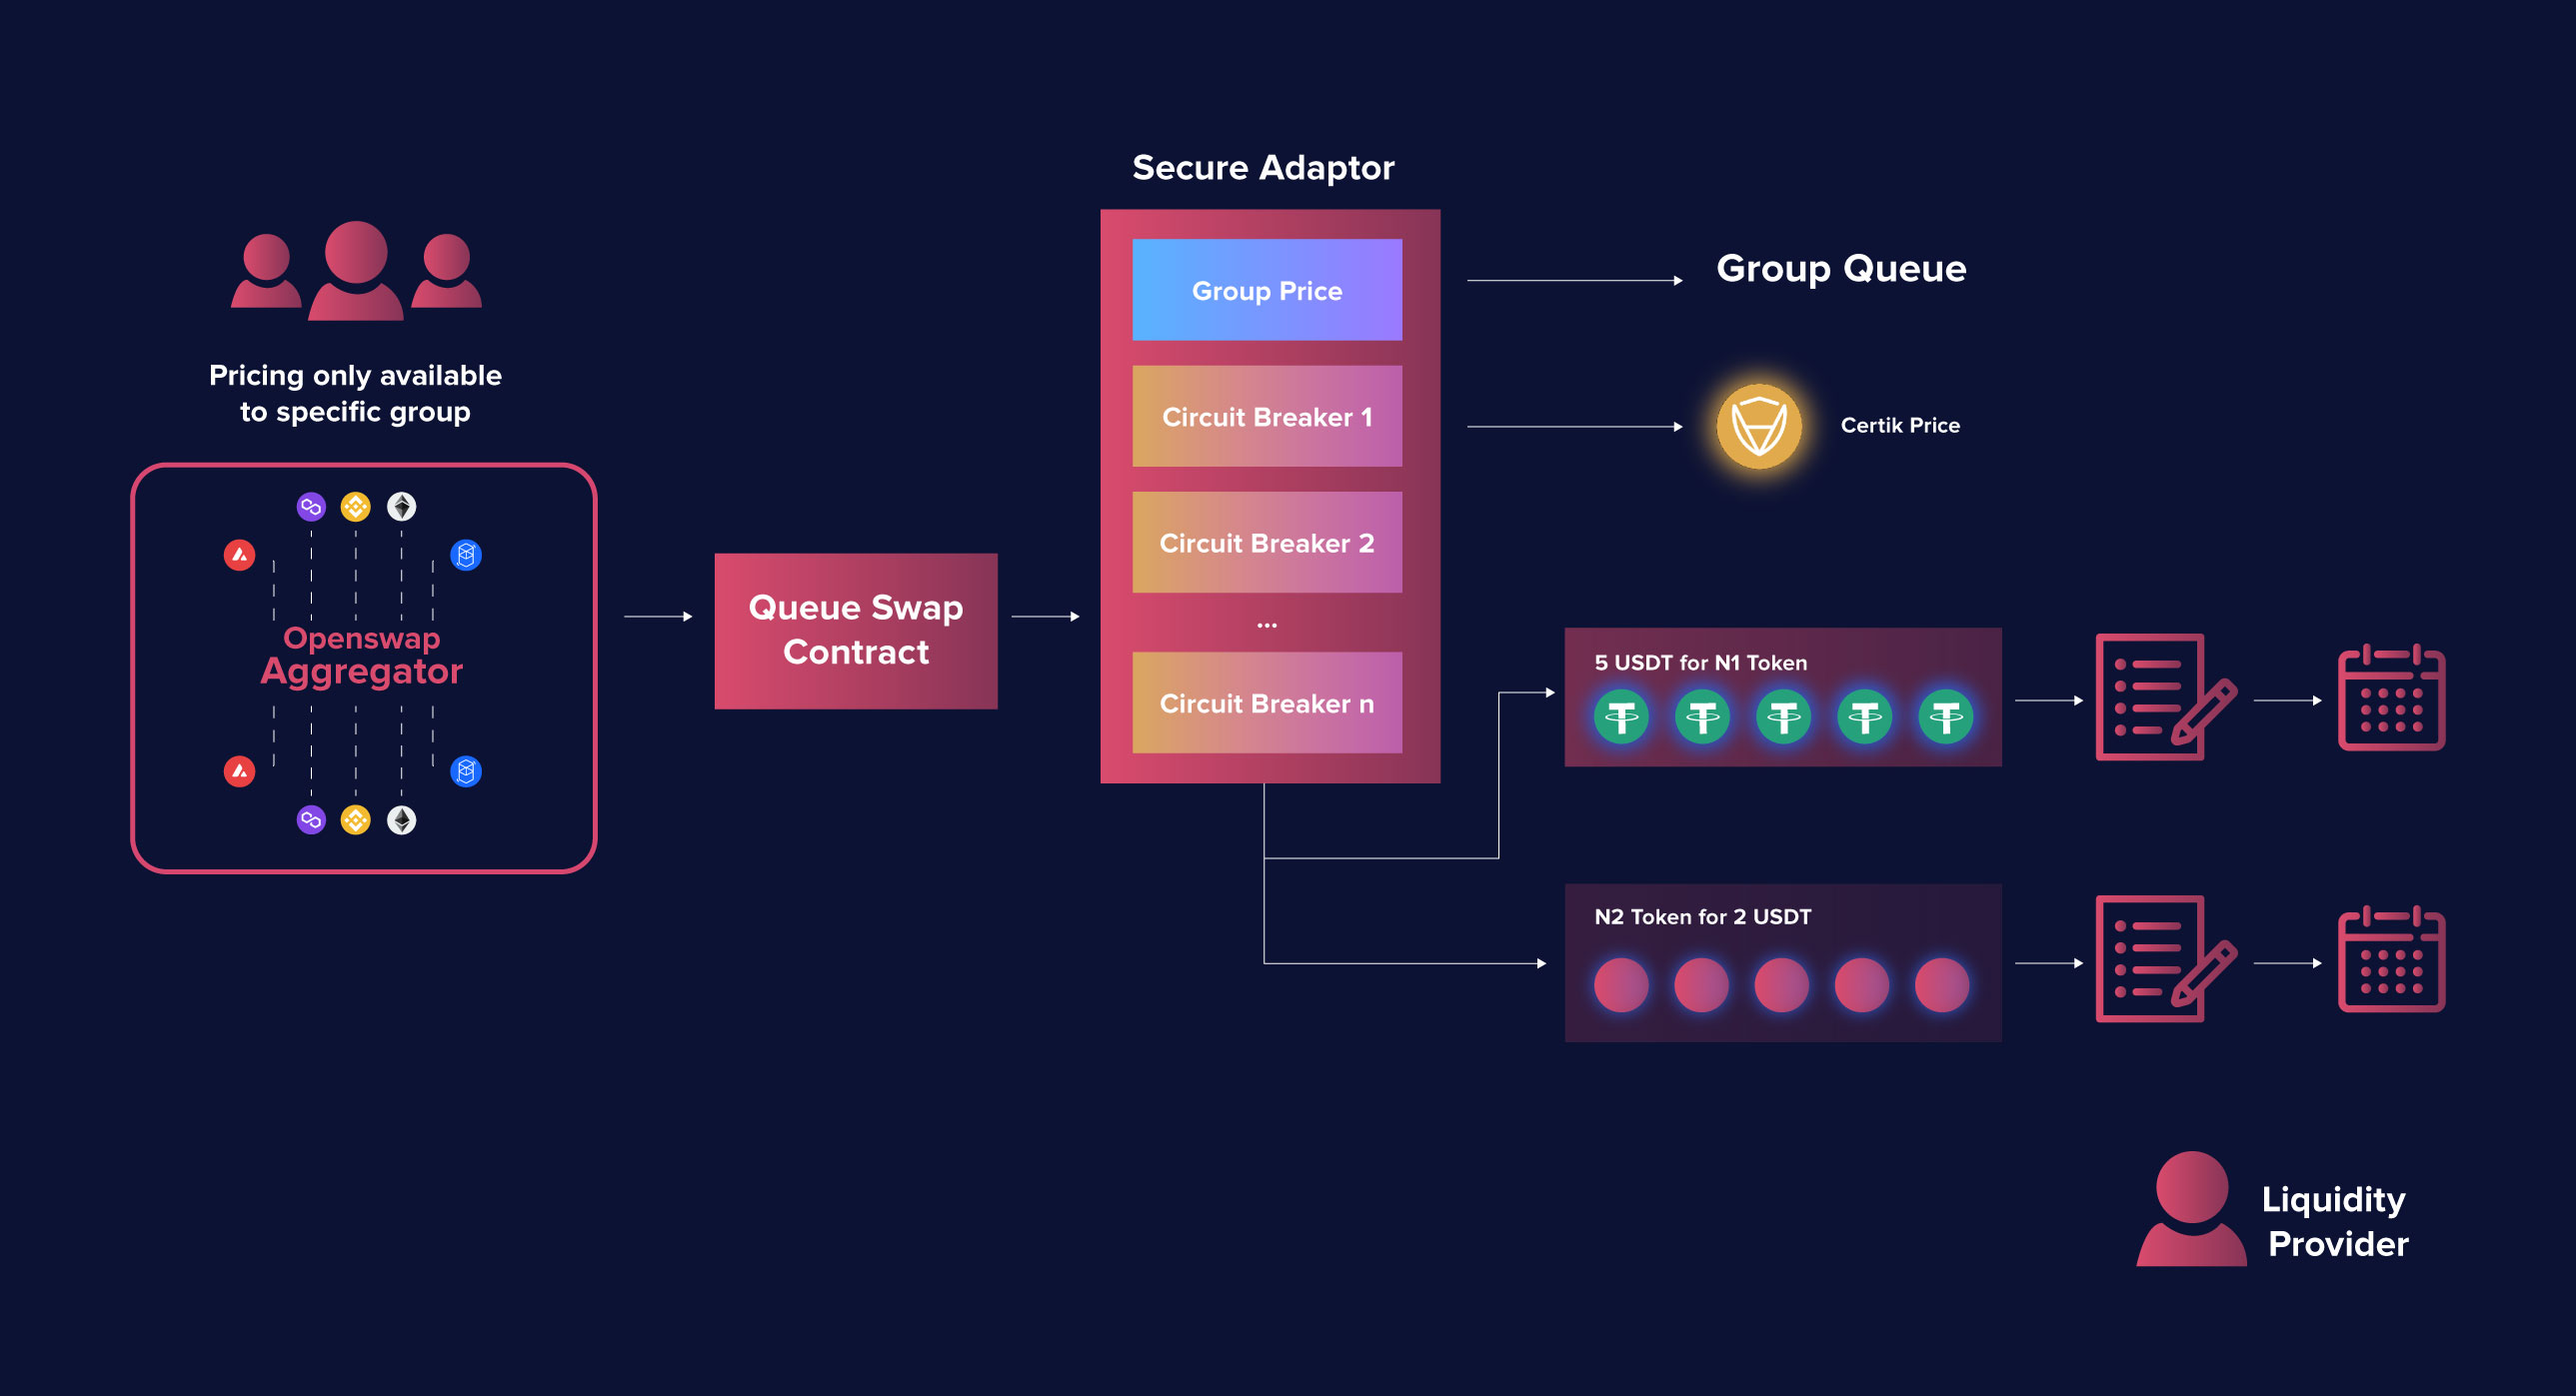 Secure Adaptor
Pricing only available
to specific group
Openswap
Aggregator
Queue Swap
Contract
Group Price
Circuit Breaker 1
Circuit Breaker 2
...
Circuit Breaker n
Group Queue
Certik Price
5 USDT for N1 Token
N2 Token for 2 USDT
Liquidity
Provider